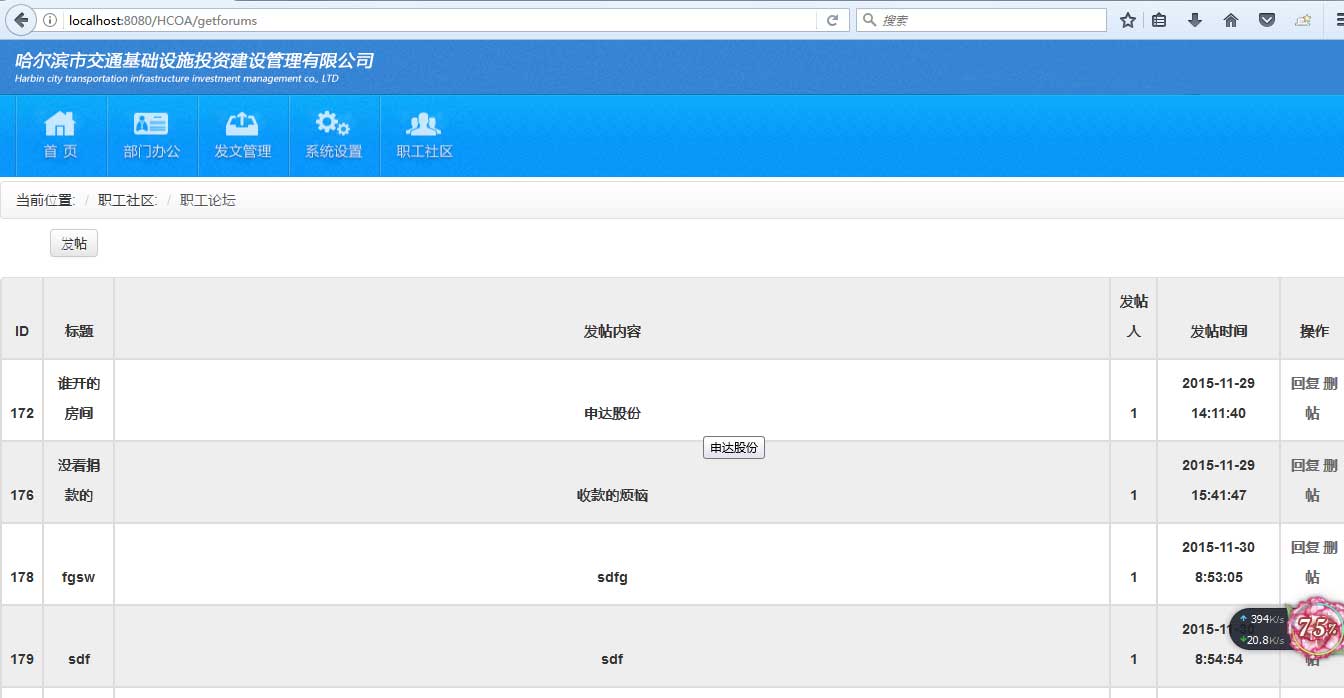 localhost:8080/HCOA/getforums
搜索
哈尔滨市交通基础设施投资建设管理有限公司
Harbin city transportation infrastructure investment management co., LTD
首 页 部门办公 发文管理 系统设置 职工社区
当前位置: / 职工社区: / 职工论坛
发帖
ID 标题 发帖内容 发帖人 发帖时间 操作
172 谁开的房间 申达股份 1 2015-11-29 14:11:40 回复 删帖
申达股份
176 没看捐款的 收款的烦恼 1 2015-11-29 15:41:47 回复 删帖
178 fgsw sdfg 1 2015-11-30 8:53:05 回复 删帖
179 sdf sdf 1 2015-11-30 8:54:54 帖
394K/s
20.8K/s
75%